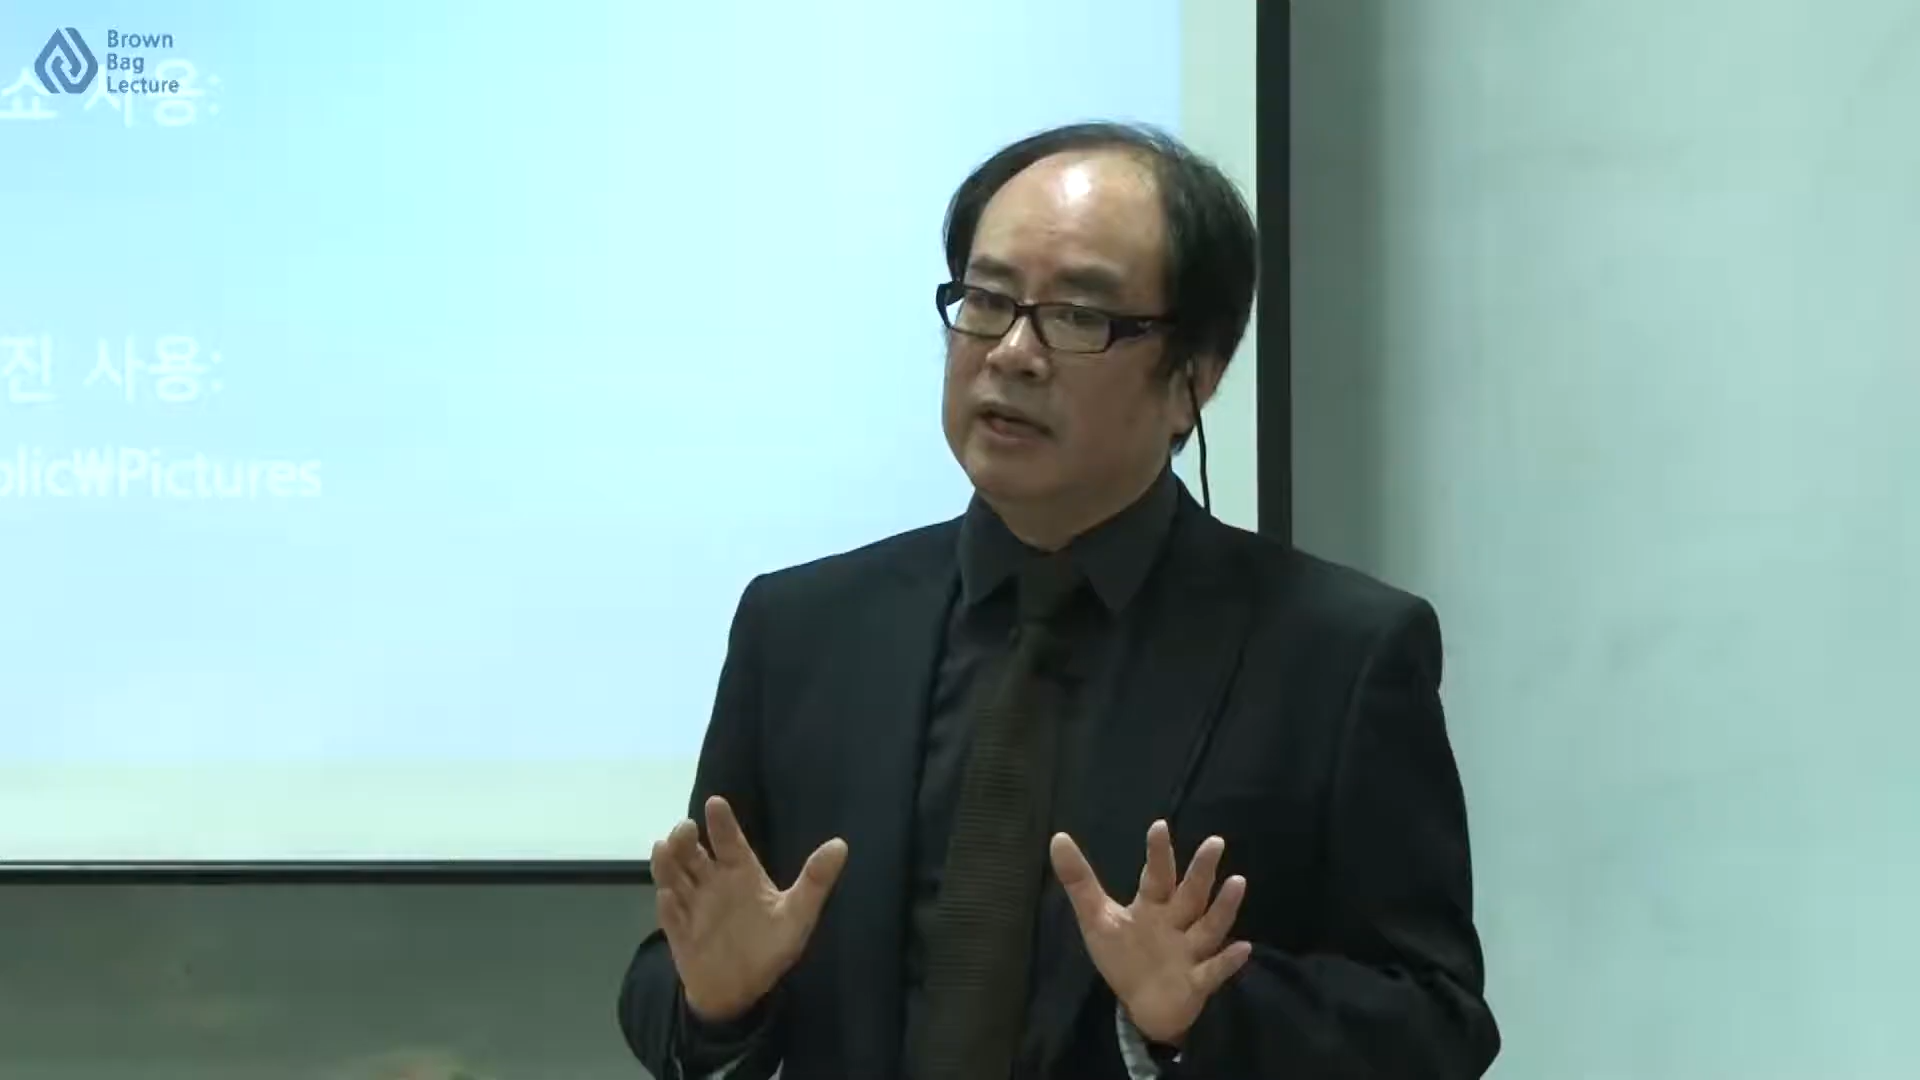 Brown
Bag
Lecture
쇼 사용:
진 사용:
blic₩Pictures